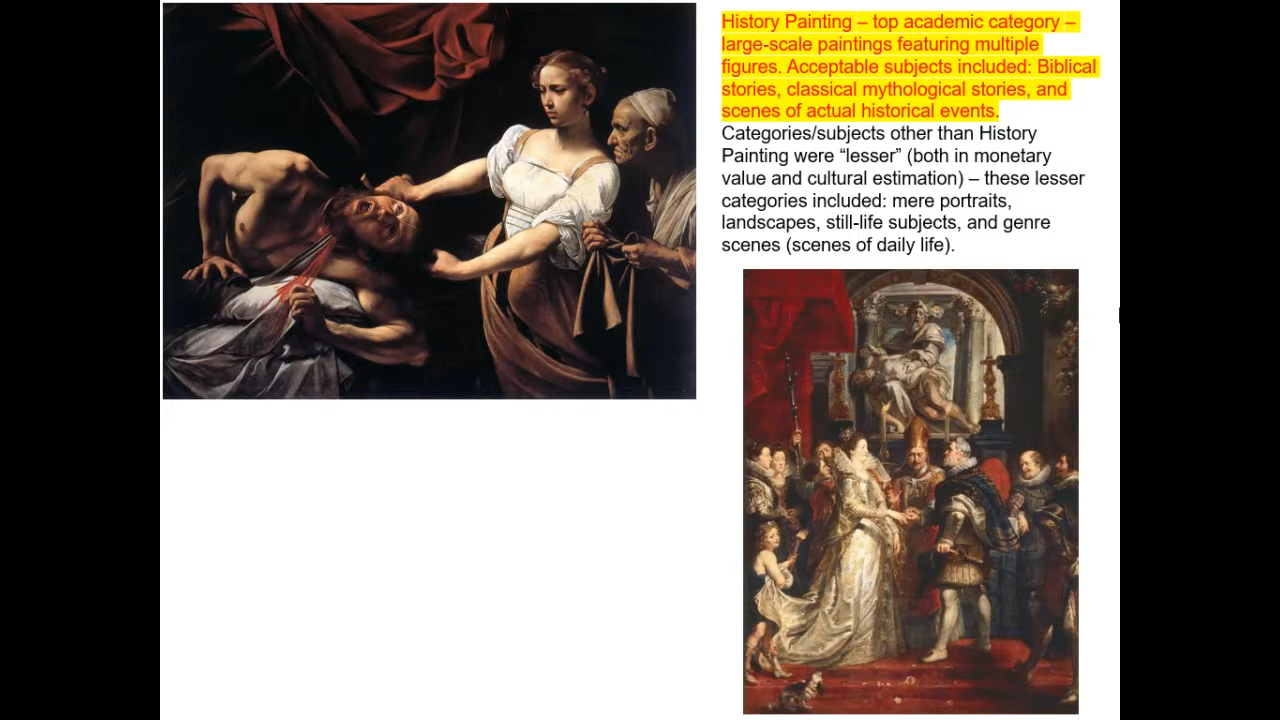 History Painting – top academic category –
large-scale paintings featuring multiple
figures. Acceptable subjects included: Biblical
stories, classical mythological stories, and
scenes of actual historical events.
Categories/subjects other than History
Painting were “lesser” (both in monetary
value and cultural estimation) – these lesser
categories included: mere portraits,
landscapes, still-life subjects, and genre
scenes (scenes of daily life).